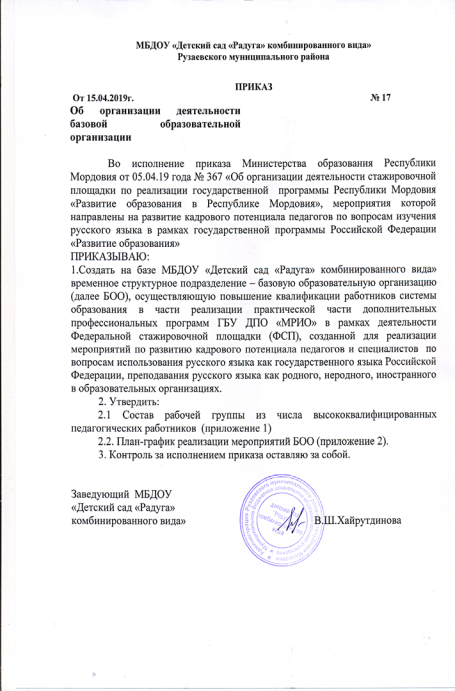 МБДОУ «Детский сад «Радуга» комбинированного вида»
Рузаевского муниципального района
ПРИКАЗ
От 15.04.2019г. № 17
Об организации деятельности
базовой образовательной
организации
Во исполнение приказа Министерства образования Республики
Мордовия от 05.04.19 года № 367 «Об организации деятельности стажировочной
площадки по реализации государственной программы Республики Мордовия
«Развитие образования в Республике Мордовия», мероприятия которой
направлены на развитие кадрового потенциала педагогов по вопросам изучения
русского языка в рамках государственной программы Российской Федерации
«Развитие образования»
ПРИКАЗЫВАЮ:
1.Создать на базе МБДОУ «Детский сад «Радуга» комбинированного вида»
временное структурное подразделение – базовую образовательную организацию
(далее БОО), осуществляющую повышение квалификации работников системы
образования в части реализации практической части дополнительных
профессиональных программ ГБУ ДПО «МРИО» в рамках деятельности
Федеральной стажировочной площадки (ФСП), созданной для реализации
мероприятий по развитию кадрового потенциала педагогов и специалистов по
вопросам использования русского языка как государственного языка Российской
Федерации, преподавания русского языка как родного, неродного, иностранного
в образовательных организациях.
2. Утвердить:
2.1 Состав рабочей группы из числа высококвалифицированных
педагогических работников (приложение 1)
2.2. План-график реализации мероприятий БОО (приложение 2).
3. Контроль за исполнением приказа оставляю за собой.
Заведующий МБДОУ
«Детский сад «Радуга»
комбинированного вида» В.Ш.Хайрутдинова